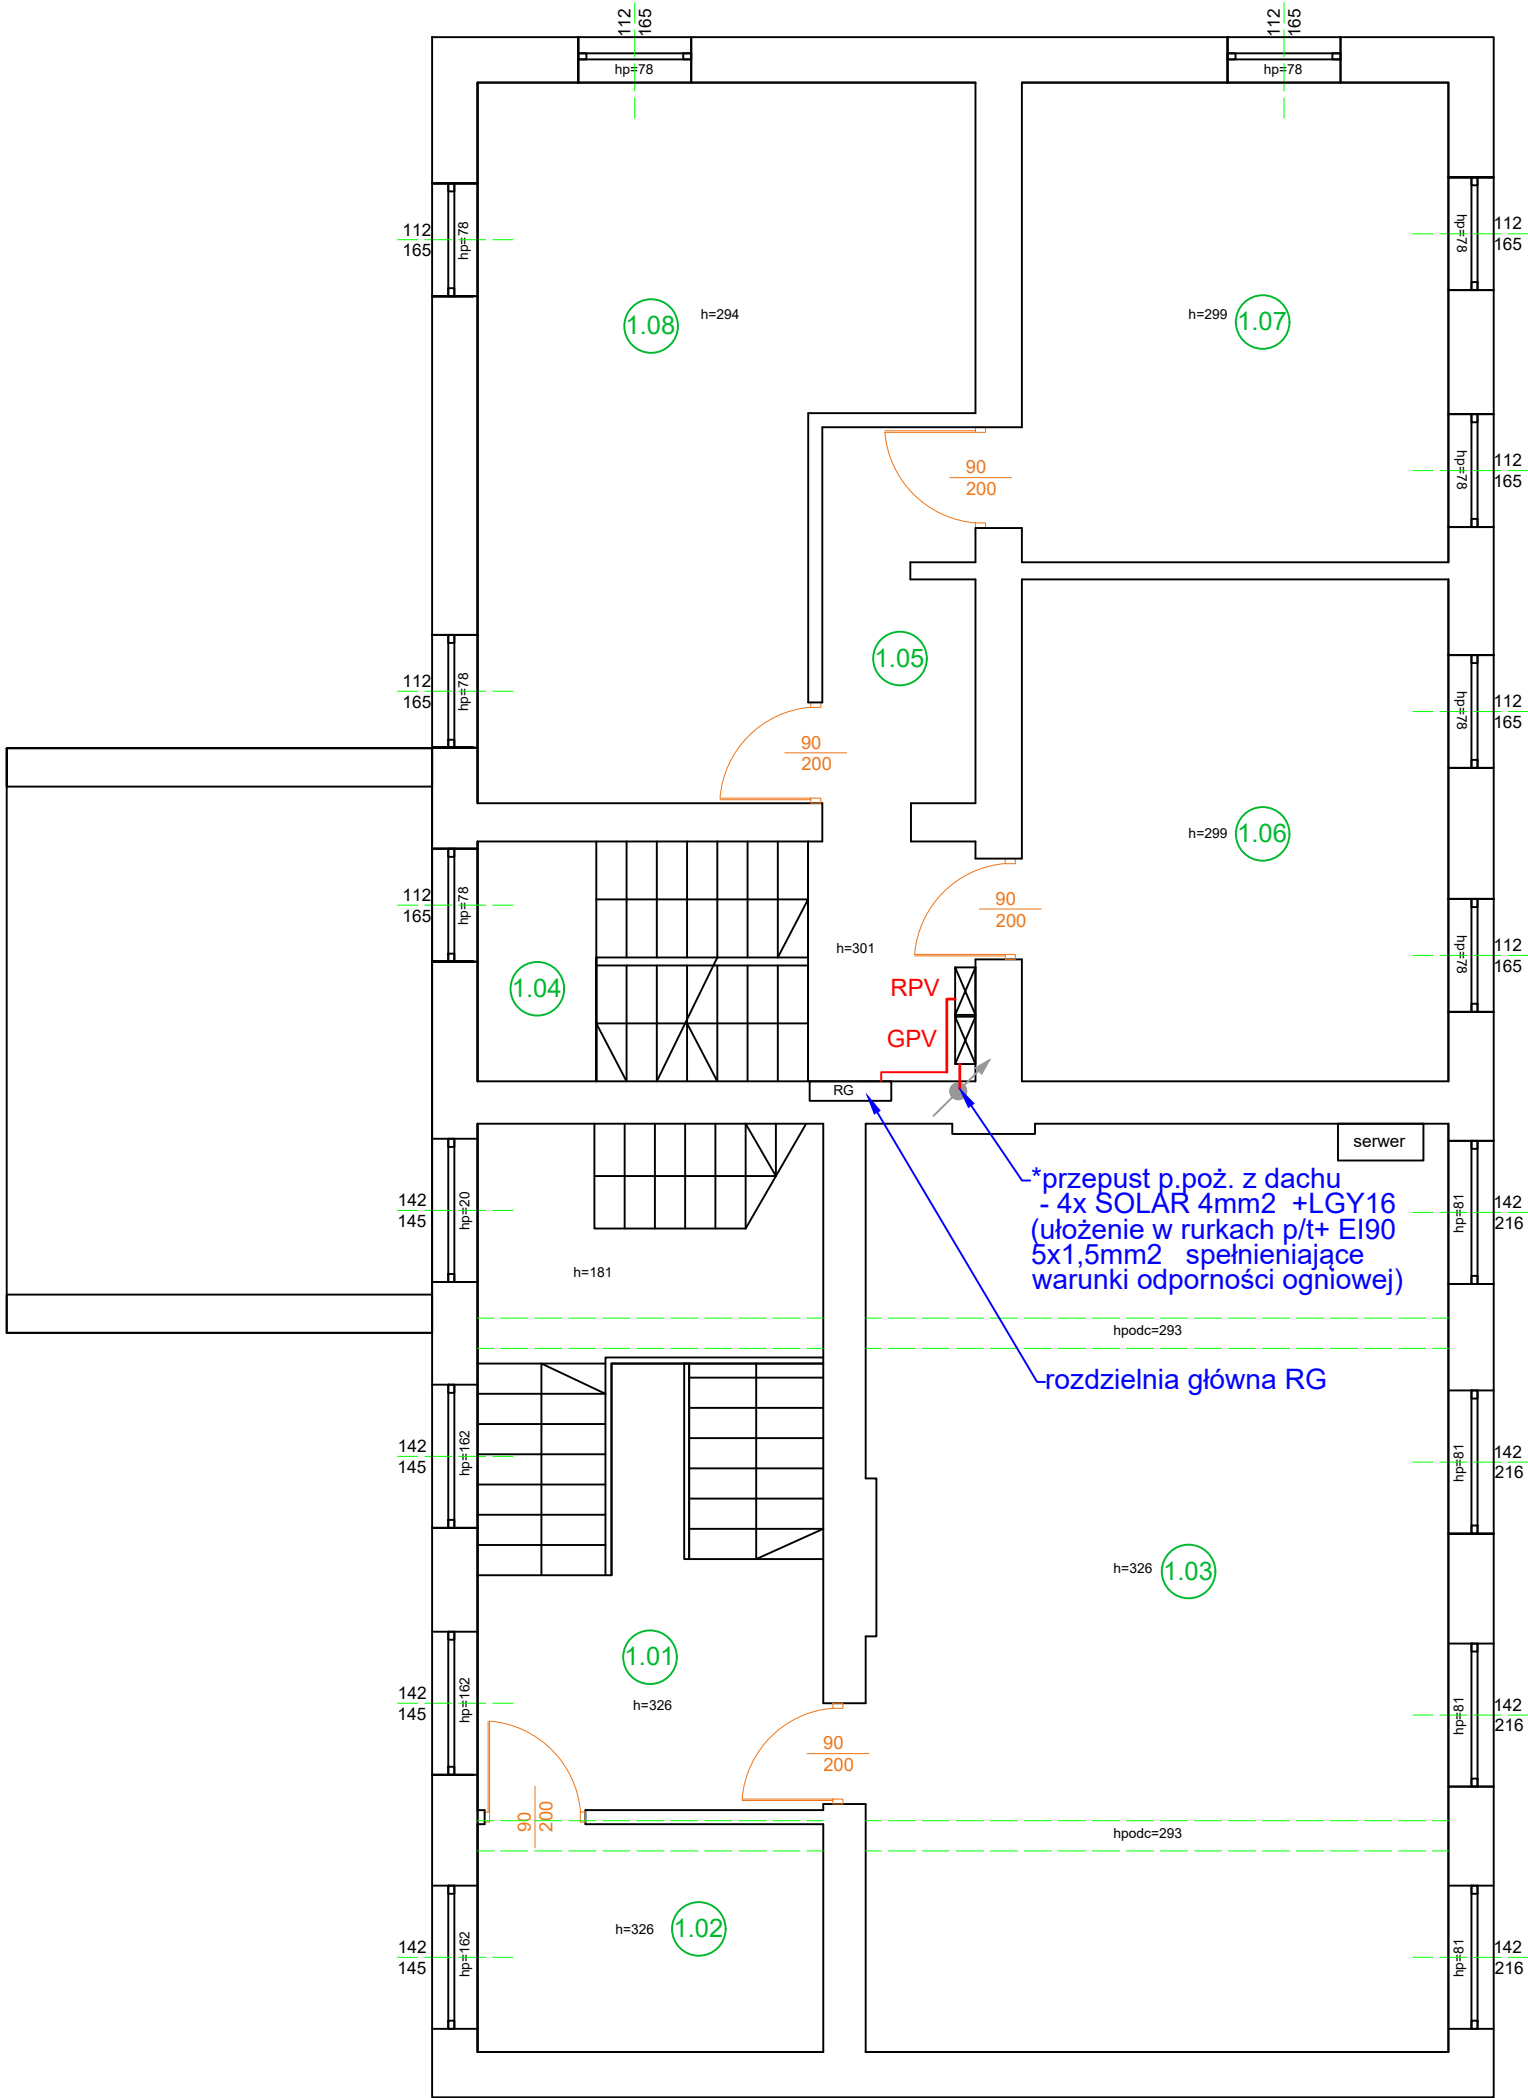 112
165
112
165
hp=78
hp=78
112
165
hp=78
hp=78
112
165
1.08
h=294
h=299
1.07
90
200
hp=78
112
165
1.05
112
165
hp=78
hp=78
112
165
90
200
h=299
1.06
112
165
hp=78
90
200
h=301
hp=78
112
165
1.04
RPV
GPV
RG
serwer
142
145
hp=20
*przepust p.poż. z dachu
- 4x SOLAR 4mm2 +LGY16
(ułożenie w rurkach p/t+ EI90
5x1,5mm2 spełnieniające
warunki odporności ogniowej)
hp=81
142
216
h=181
hpodc=293
rozdzielnia główna RG
142
145
hp=162
hp=81
142
216
h=326
1.03
1.01
h=326
142
145
hp=162
90
200
hp=81
142
216
90
200
hpodc=293
h=326
1.02
142
145
hp=162
hp=81
142
216